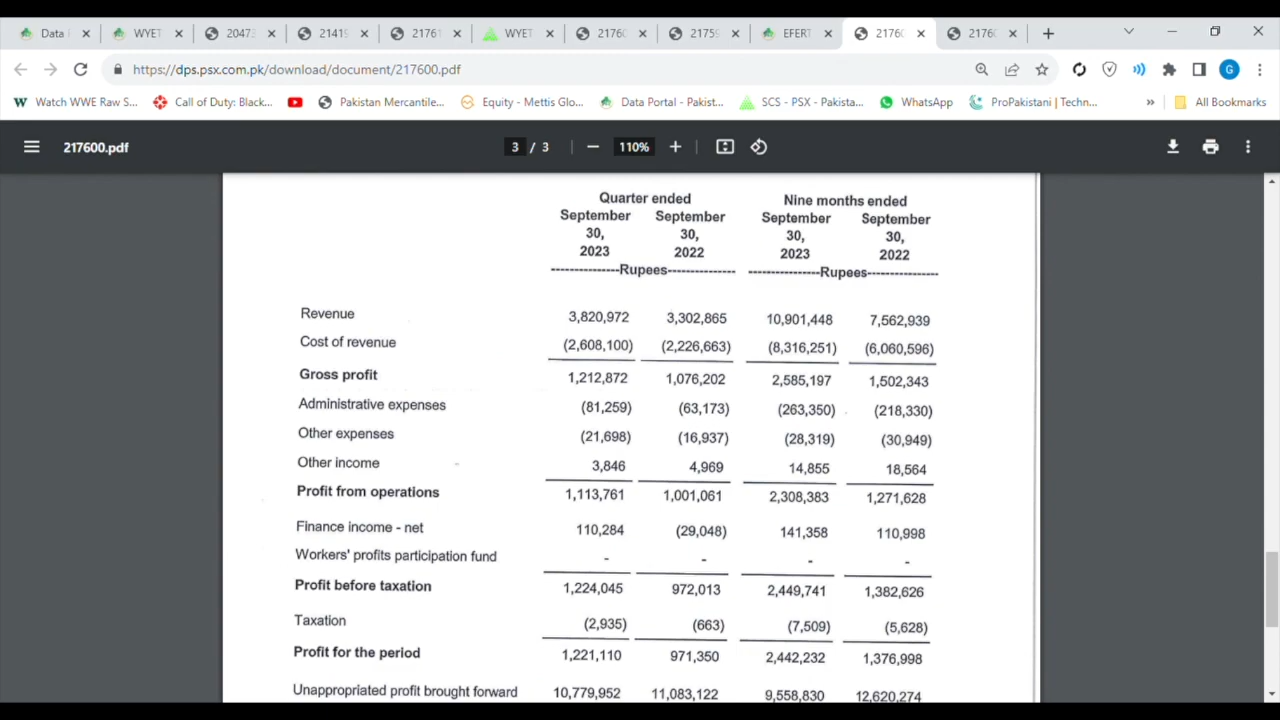 Data WYET 2047 2141 2176 WYET 2176 2175 EFERT 2176 2176
https://dps.psx.com.pk/download/document/217600.pdf
G
W Watch WWE Raw S... Call of Duty: Black... Pakistan Mercantile... Equity - Mettis Glo... Data Portal - Pakist... SCS - PSX - Pakista... WhatsApp ProPakistani | Techn... » All Bookmarks
217600.pdf 3 / 3 110%
Quarter ended Nine months ended
September September September September
30, 30, 30, 30,
2023 2022 2023 2022
---------------Rupees--------------- ---------------Rupees---------------
Revenue 3,820,972 3,302,865 10,901,448 7,562,939
Cost of revenue (2,608,100) (2,226,663) (8,316,251) (6,060,596)
Gross profit 1,212,872 1,076,202 2,585,197 1,502,343
Administrative expenses (81,259) (63,173) (263,350) (218,330)
Other expenses (21,698) (16,937) (28,319) (30,949)
Other income 3,846 4,969 14,855 18,564
Profit from operations 1,113,761 1,001,061 2,308,383 1,271,628
Finance income - net 110,284 (29,048) 141,358 110,998
Workers' profits participation fund - - - -
Profit before taxation 1,224,045 972,013 2,449,741 1,382,626
Taxation (2,935) (663) (7,509) (5,628)
Profit for the period 1,221,110 971,350 2,442,232 1,376,998
Unappropriated profit brought forward 10,779,952 11,083,122 9,558,830 12,620,274